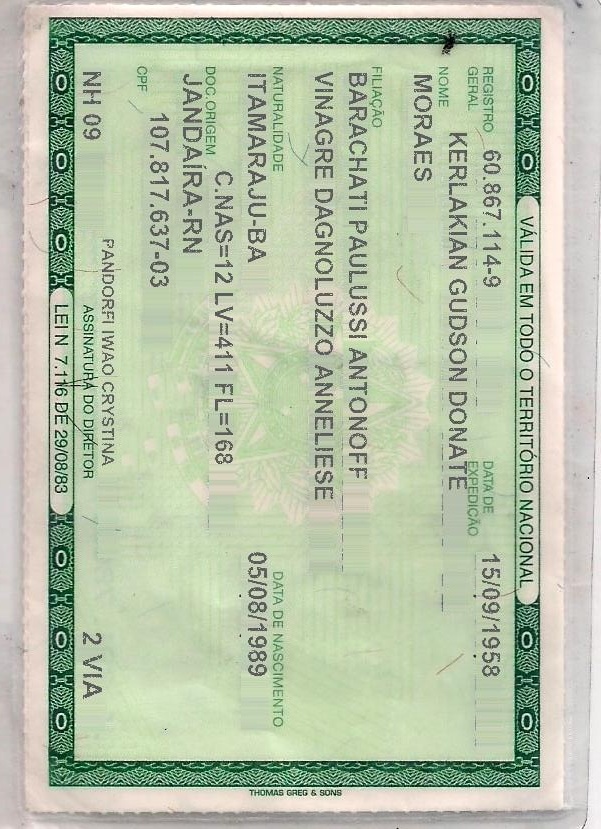 VÁLIDA EM TODO O TERRITÓRIO NACIONAL
REGISTRO GERAL 60.867.114-9 DATA DE EXPEDIÇÃO 15/09/1958
NOME
KERLAKIAN GUDSON DONATE
MORAES
FILIAÇÃO
BARACHATI PAULUSSI ANTONOFF
VINAGRE DAGNOLUZZO ANNELIESE
NATURALIDADE DATA DE NASCIMENTO
ITAMARAJU-BA 05/08/1989
DOC.ORIGEM C.NAS=12 LV=411 FL=168
JANDAÍRA-RN
CPF 107.817.637-03
PANDORFI IWAO CRYSTINA
NH 09 ASSINATURA DO DIRETOR 2 VIA
LEI N 7.116 DE 29/08/83
THOMAS GREG & SONS